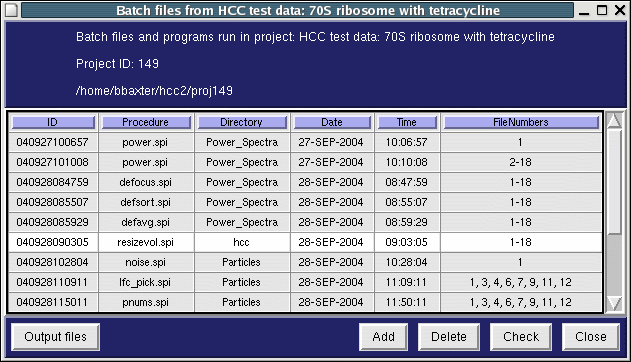 Batch files from HCC test data: 70S ribosome with tetracycline
Batch files and programs run in project: HCC test data: 70S ribosome with tetracycline
Project ID: 149
/home/bbaxter/hcc2/proj149
ID Procedure Directory Date Time FileNumbers
040927100657 power.spi Power_Spectra 27-SEP-2004 10:06:57 1
040927101008 power.spi Power_Spectra 27-SEP-2004 10:10:08 2-18
040928084759 defocus.spi Power_Spectra 28-SEP-2004 08:47:59 1-18
040928085507 defsort.spi Power_Spectra 28-SEP-2004 08:55:07 1-18
040928085929 defavg.spi Power_Spectra 28-SEP-2004 08:59:29 1-18
040928090305 resizevol.spi hcc 28-SEP-2004 09:03:05 1-18
040928102804 noise.spi Particles 28-SEP-2004 10:28:04 1
040928110911 lfc_pick.spi Particles 28-SEP-2004 11:09:11 1, 3, 4, 6, 7, 9, 11, 12
040928115011 pnums.spi Particles 28-SEP-2004 11:50:11 1, 3, 4, 6, 7, 9, 11, 12
Output files Add Delete Check Close